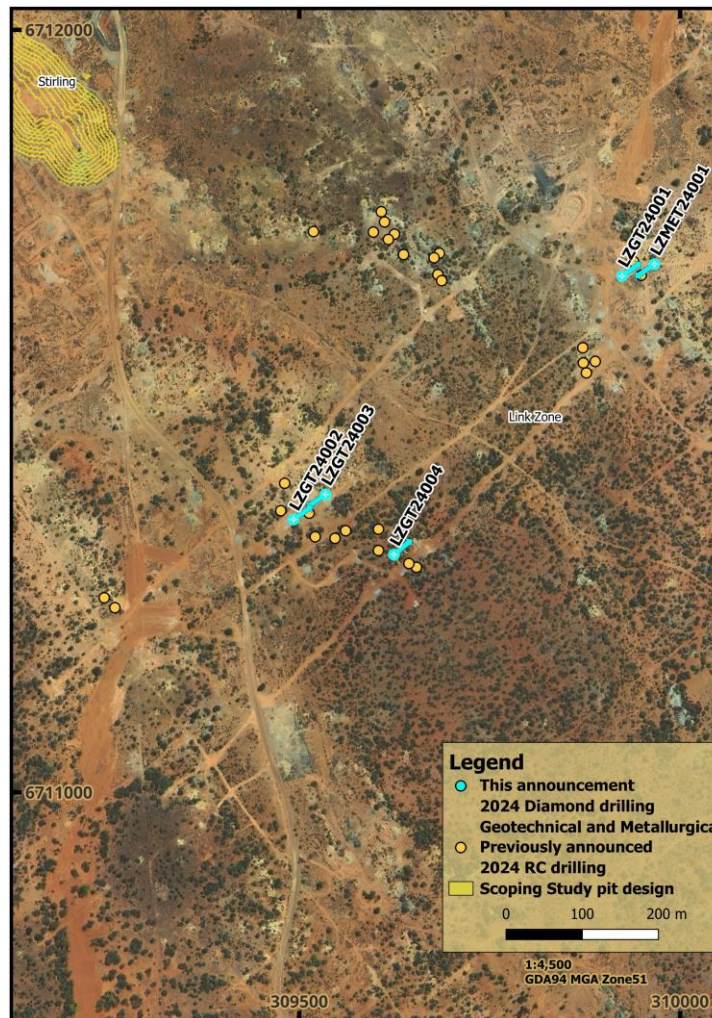 6712000
Stirling
LZGT24001
LZMET24001
Link Zone
LZGT24002
LZGT24003
LZGT24004
6711000
Legend
This announcement
2024 Diamond drilling
Geotechnical and Metallurgica
Previously announced
2024 RC drilling
Scoping Study pit design
0 100 200 m
1:4,500
GDA94 MGA Zone51
309500
310000